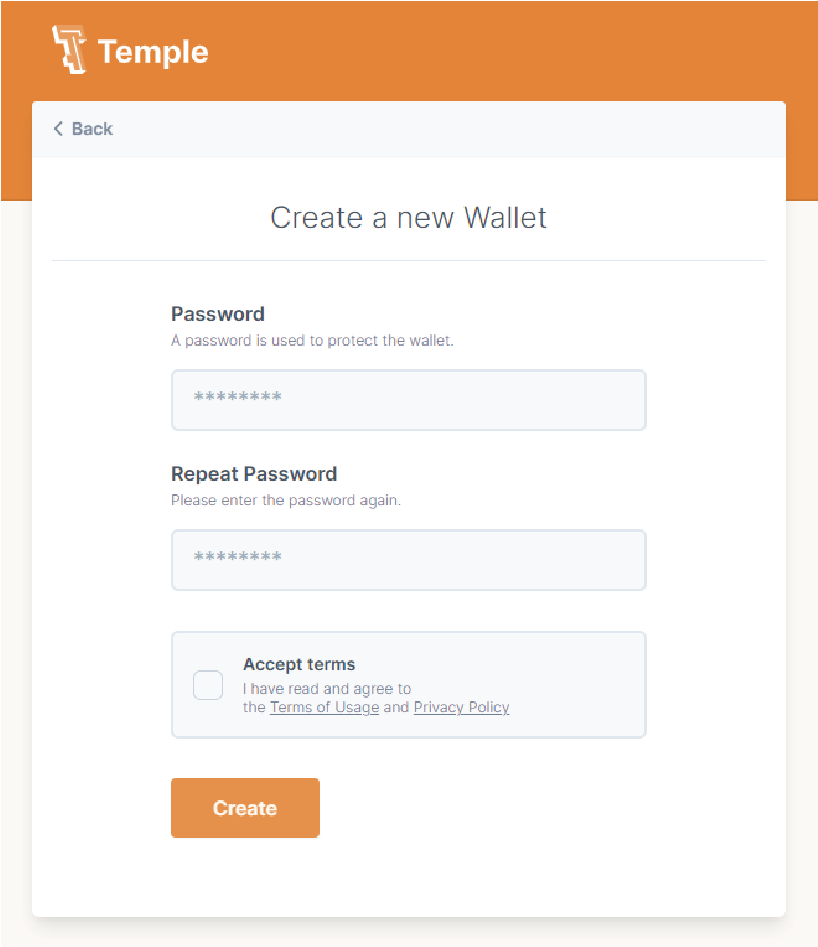 Temple
Back
Create a new Wallet
Password
A password is used to protect the wallet.
********
Repeat Password
Please enter the password again.
********
Accept terms
I have read and agree to
the Terms of Usage and Privacy Policy
Create